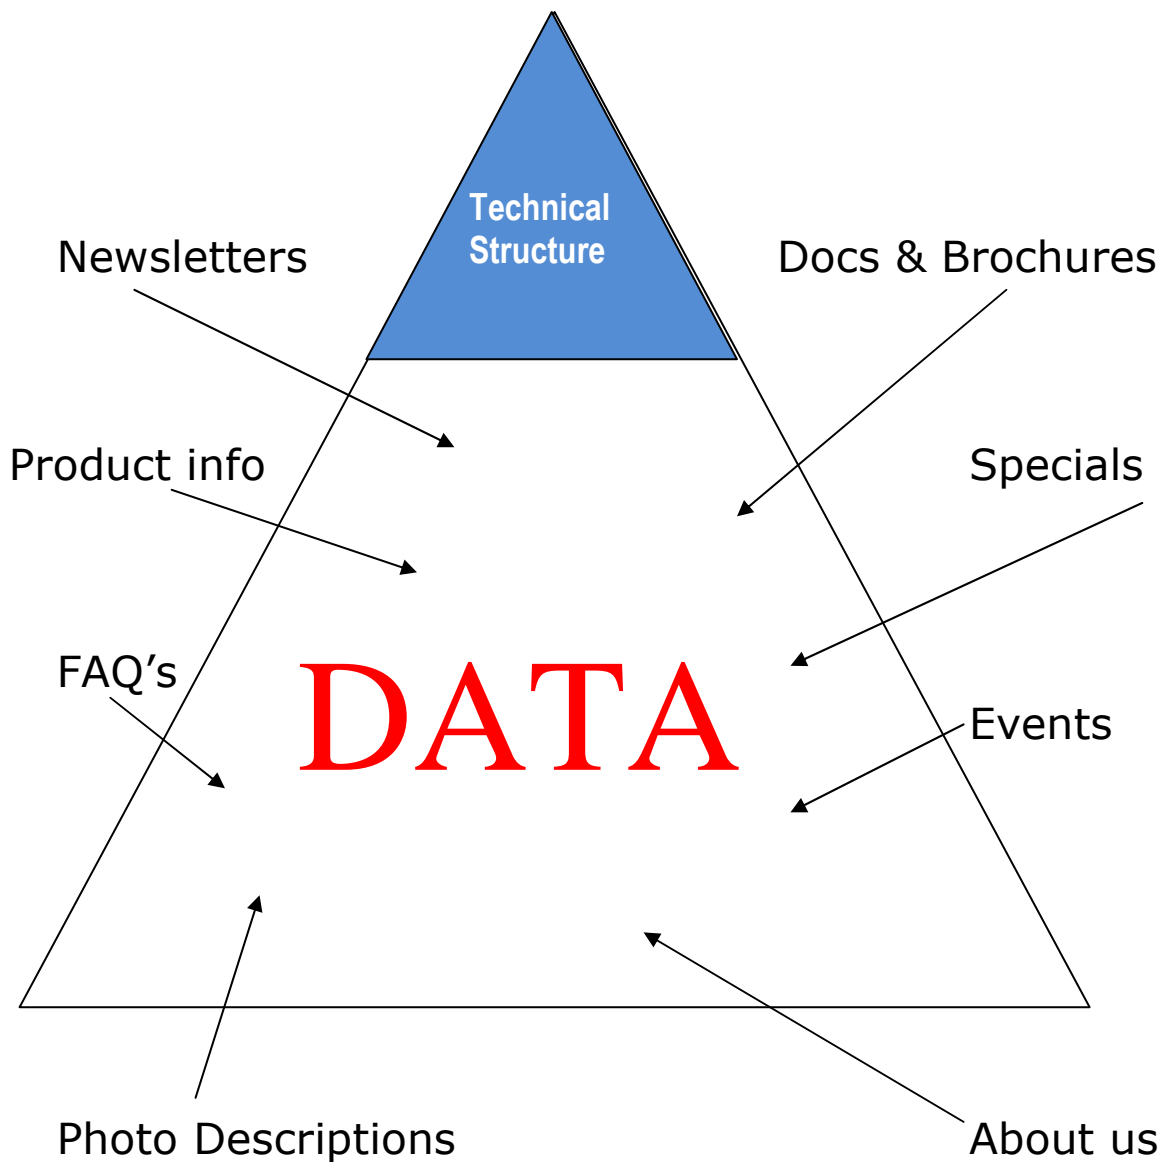 Technical
Structure
Newsletters
Docs & Brochures
Product info
Specials
FAQ’s
DATA
Events
Photo Descriptions
About us